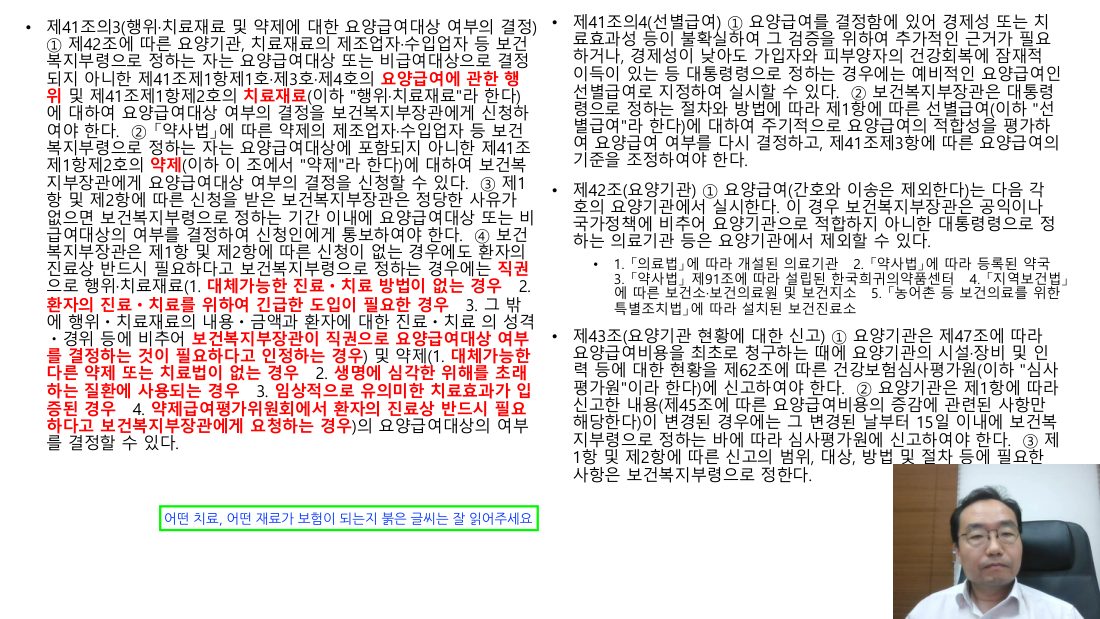 • 제41조의3(행위·치료재료 및 약제에 대한 요양급여대상 여부의 결정)
① 제42조에 따른 요양기관, 치료재료의 제조업자·수입업자 등 보건
복지부령으로 정하는 자는 요양급여대상 또는 비급여대상으로 결정
되지 아니한 제41조제1항제1호·제3호·제4호의 요양급여에 관한 행
위 및 제41조제1항제2호의 치료재료(이하 "행위·치료재료"라 한다)
에 대하여 요양급여대상 여부의 결정을 보건복지부장관에게 신청하
여야 한다. ② 「약사법」에 따른 약제의 제조업자·수입업자 등 보건
복지부령으로 정하는 자는 요양급여대상에 포함되지 아니한 제41조
제1항제2호의 약제(이하 이 조에서 "약제"라 한다)에 대하여 보건복
지부장관에게 요양급여대상 여부의 결정을 신청할 수 있다. ③ 제1
항 및 제2항에 따른 신청을 받은 보건복지부장관은 정당한 사유가
없으면 보건복지부령으로 정하는 기간 이내에 요양급여대상 또는 비
급여대상의 여부를 결정하여 신청인에게 통보하여야 한다. ④ 보건
복지부장관은 제1항 및 제2항에 따른 신청이 없는 경우에도 환자의
진료상 반드시 필요하다고 보건복지부령으로 정하는 경우에는 직권
으로 행위·치료재료(1. 대체가능한 진료・치료 방법이 없는 경우 2.
환자의 진료・치료를 위하여 긴급한 도입이 필요한 경우 3. 그 밖
에 행위・치료재료의 내용・금액과 환자에 대한 진료・치료 의 성격
・경위 등에 비추어 보건복지부장관이 직권으로 요양급여대상 여부
를 결정하는 것이 필요하다고 인정하는 경우) 및 약제(1. 대체가능한
다른 약제 또는 치료법이 없는 경우 2. 생명에 심각한 위해를 초래
하는 질환에 사용되는 경우 3. 임상적으로 유의미한 치료효과가 입
증된 경우 4. 약제급여평가위원회에서 환자의 진료상 반드시 필요
하다고 보건복지부장관에게 요청하는 경우)의 요양급여대상의 여부
를 결정할 수 있다.
어떤 치료, 어떤 재료가 보험이 되는지 붉은 글씨는 잘 읽어주세요
• 제41조의4(선별급여) ① 요양급여를 결정함에 있어 경제성 또는 치
료효과성 등이 불확실하여 그 검증을 위하여 추가적인 근거가 필요
하거나, 경제성이 낮아도 가입자와 피부양자의 건강회복에 잠재적
이득이 있는 등 대통령령으로 정하는 경우에는 예비적인 요양급여인
선별급여로 지정하여 실시할 수 있다. ② 보건복지부장관은 대통령
령으로 정하는 절차와 방법에 따라 제1항에 따른 선별급여(이하 "선
별급여"라 한다)에 대하여 주기적으로 요양급여의 적합성을 평가하
여 요양급여 여부를 다시 결정하고, 제41조제3항에 따른 요양급여의
기준을 조정하여야 한다.
• 제42조(요양기관) ① 요양급여(간호와 이송은 제외한다)는 다음 각
호의 요양기관에서 실시한다. 이 경우 보건복지부장관은 공익이나
국가정책에 비추어 요양기관으로 적합하지 아니한 대통령령으로 정
하는 의료기관 등은 요양기관에서 제외할 수 있다.
• 1. 「의료법」에 따라 개설된 의료기관 2. 「약사법」에 따라 등록된 약국
3. 「약사법」 제91조에 따라 설립된 한국희귀의약품센터 4. 「지역보건법」
에 따른 보건소·보건의료원 및 보건지소 5. 「농어촌 등 보건의료를 위한
특별조치법」에 따라 설치된 보건진료소
• 제43조(요양기관 현황에 대한 신고) ① 요양기관은 제47조에 따라
요양급여비용을 최초로 청구하는 때에 요양기관의 시설·장비 및 인
력 등에 대한 현황을 제62조에 따른 건강보험심사평가원(이하 "심사
평가원"이라 한다)에 신고하여야 한다. ② 요양기관은 제1항에 따라
신고한 내용(제45조에 따른 요양급여비용의 증감에 관련된 사항만
해당한다)이 변경된 경우에는 그 변경된 날부터 15일 이내에 보건복
지부령으로 정하는 바에 따라 심사평가원에 신고하여야 한다. ③ 제
1항 및 제2항에 따른 신고의 범위, 대상, 방법 및 절차 등에 필요한
사항은 보건복지부령으로 정한다.